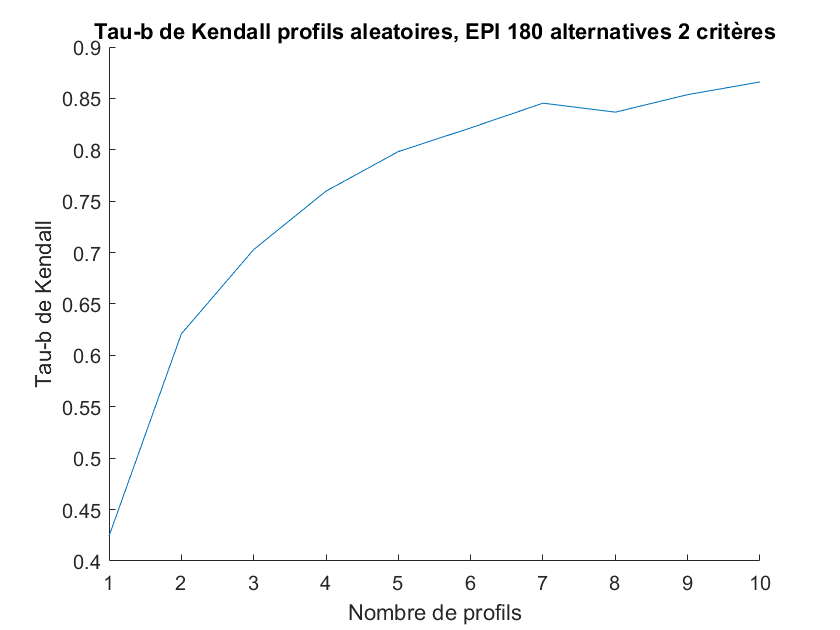 Tau-b de Kendall profils aleatoires, EPI 180 alternatives 2 critères
0.9
0.85
0.8
0.75
0.7
0.65
0.6
0.55
0.5
0.45
0.4
Tau-b de Kendall
1 2 3 4 5 6 7 8 9 10
Nombre de profils